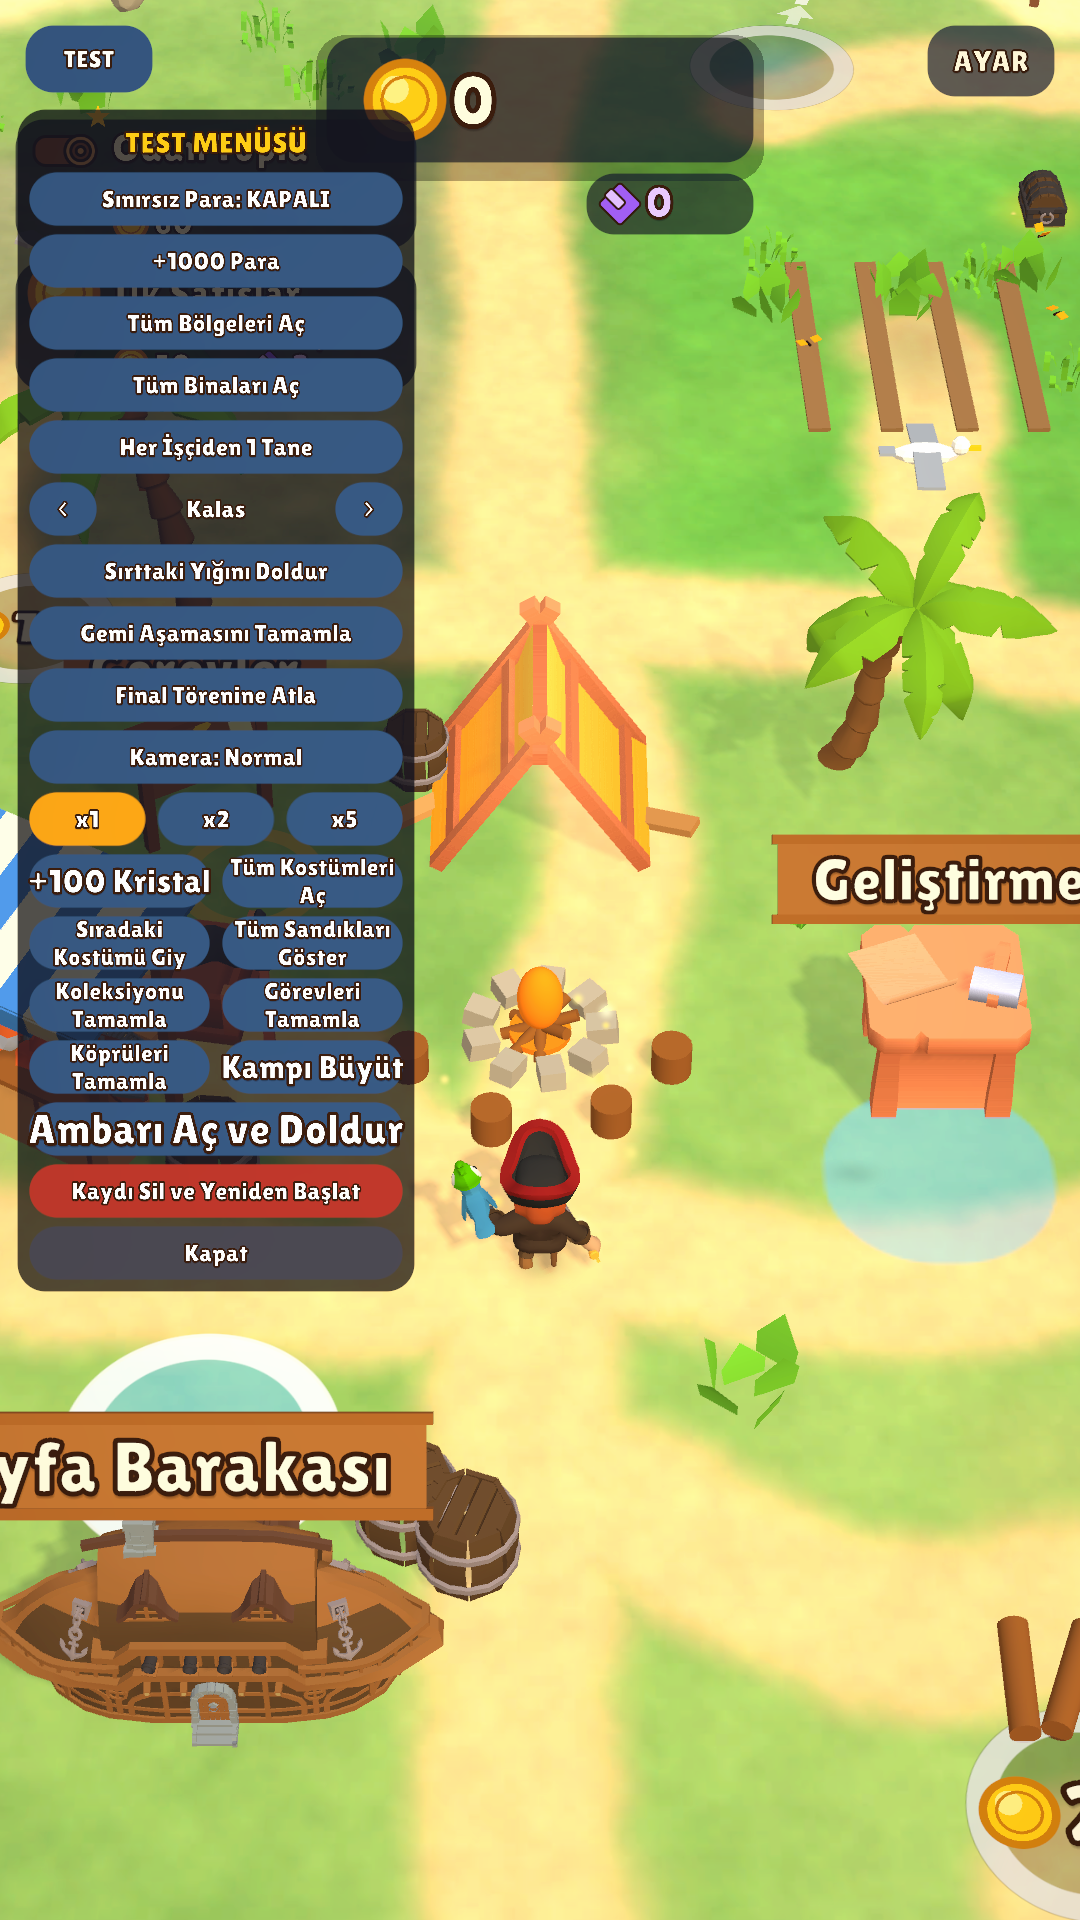 TEST
0
AYAR
TEST MENÜSÜ
Sınırsız Para: KAPALI
0
+1000 Para
Tüm Bölgeleri Aç
Tüm Binaları Aç
Her İşçiden 1 Tane
< Kalas >
Sırttaki Yığını Doldur
Gemi Aşamasını Tamamla
Final Törenine Atla
Kamera: Normal
x1 x2 x5
+100 Kristal
Tüm Kostümleri
Aç
Geliştirme
Sıradaki
Kostümü Giy
Tüm Sandıkları
Göster
Koleksiyonu
Tamamla
Görevleri
Tamamla
Köprüleri
Tamamla
Kampı Büyüt
Ambarı Aç ve Doldur
Kaydı Sil ve Yeniden Başlat
Kapat
yfa Barakası